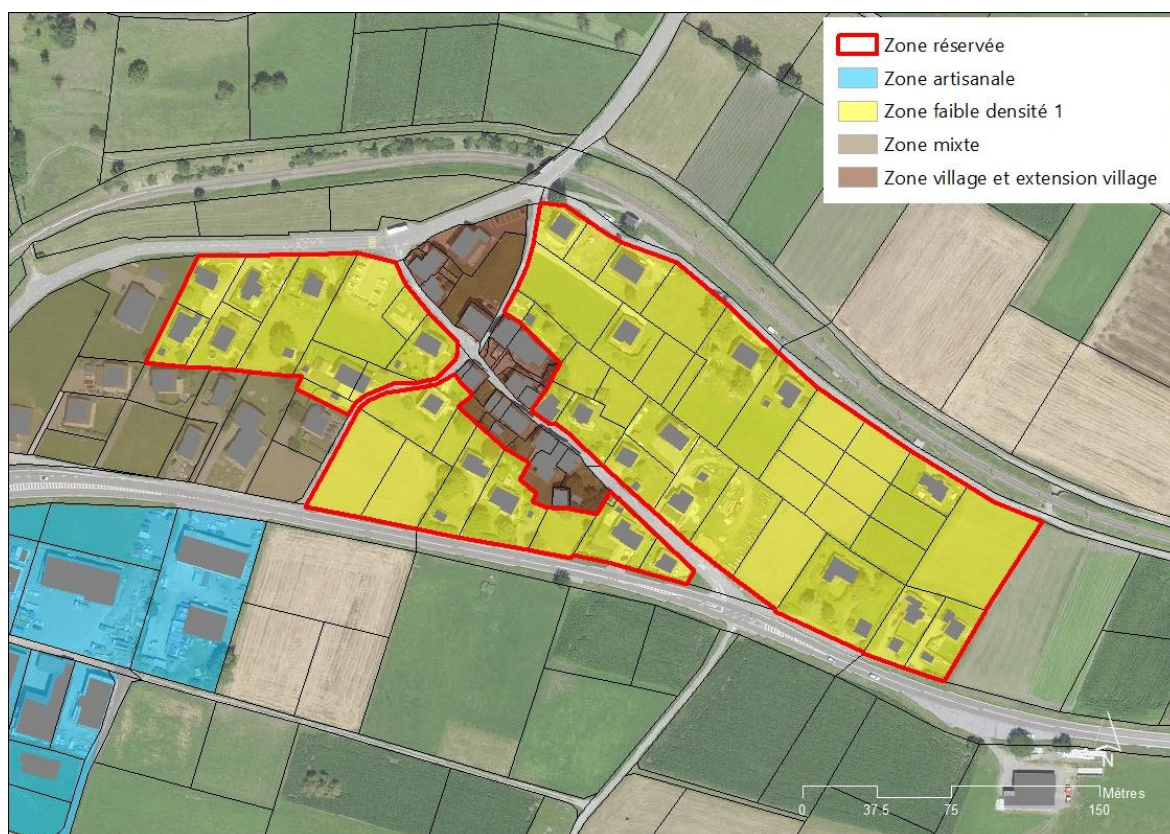 Zone réservée
Zone artisanale
Zone faible densité 1
Zone mixte
Zone village et extension village
N
Mètres
0 37.5 75 150